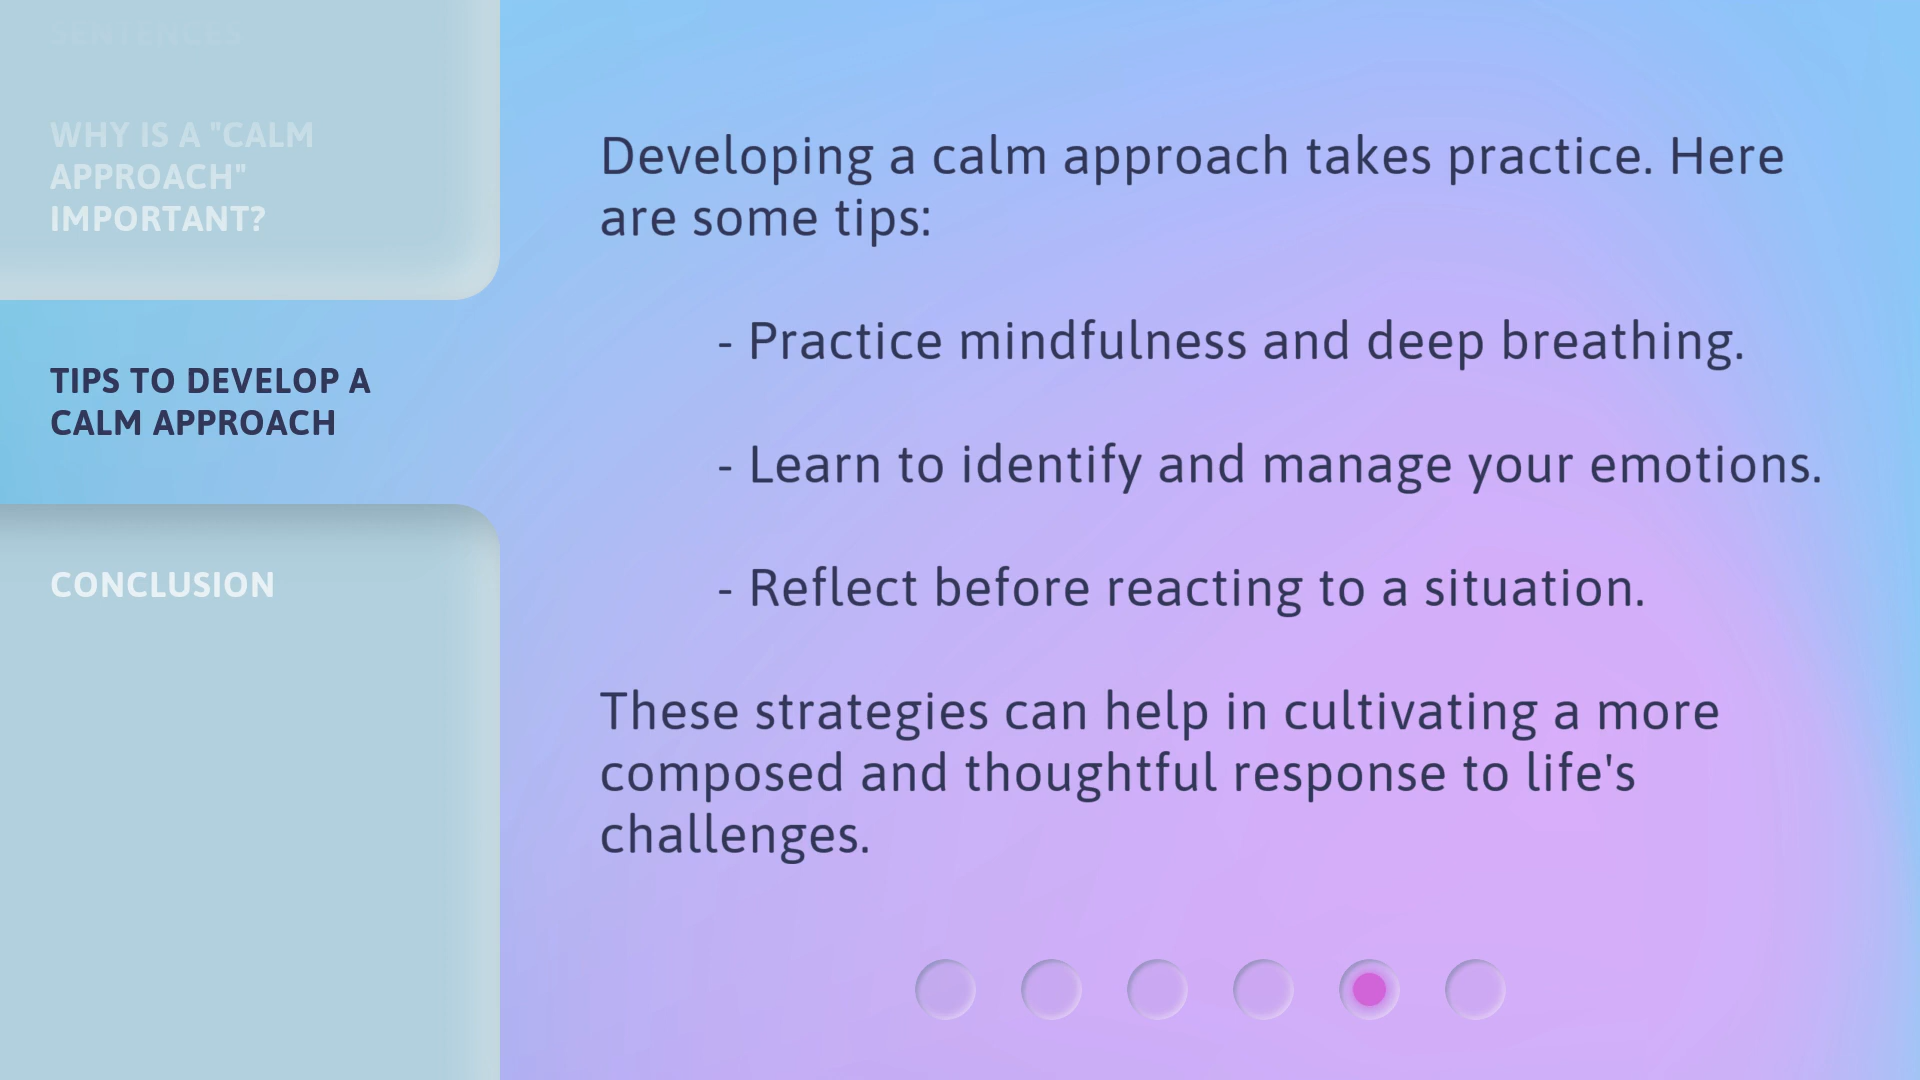 SENTENCES
WHY IS A "CALM
APPROACH"
IMPORTANT?
TIPS TO DEVELOP A
CALM APPROACH
CONCLUSION
Developing a calm approach takes practice. Here
are some tips:
- Practice mindfulness and deep breathing.
- Learn to identify and manage your emotions.
- Reflect before reacting to a situation.
These strategies can help in cultivating a more
composed and thoughtful response to life's
challenges.